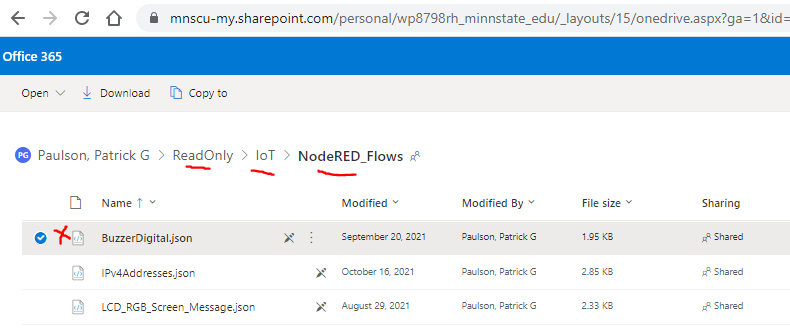 mnscu-my.sharepoint.com/personal/wp8798rh_minnstate_edu/_layouts/15/onedrive.aspx?ga=1&id=
Office 365
Open Download Copy to
PG Paulson, Patrick G > ReadOnly > IoT > NodeRED_Flows
Name ↑ Modified Modified By File size Sharing
BuzzerDigital.json September 20, 2021 Paulson, Patrick G 1.95 KB Shared
IPv4Addresses.json October 16, 2021 Paulson, Patrick G 2.85 KB Shared
LCD_RGB_Screen_Message.json August 29, 2021 Paulson, Patrick G 2.33 KB Shared